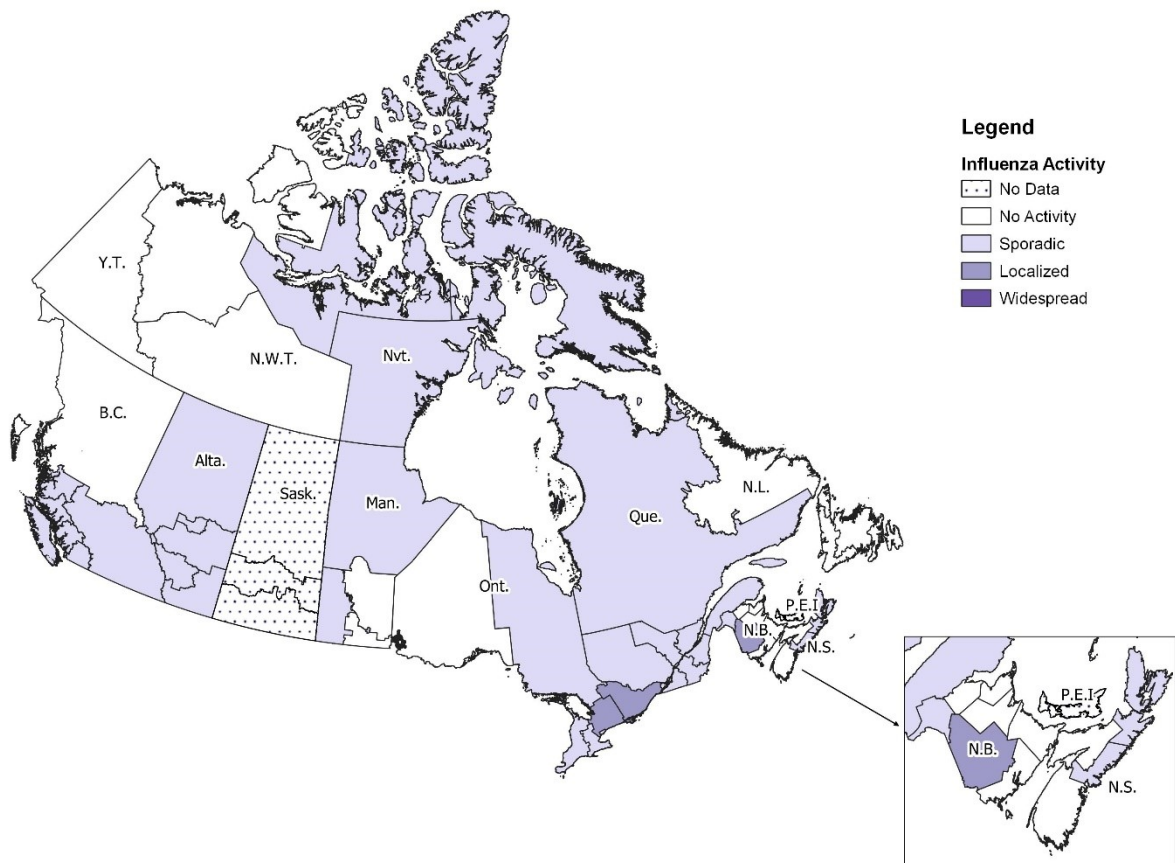 Legend
Influenza Activity
No Data
No Activity
Sporadic
Localized
Widespread
Y.T.
N.W.T.
Nvt.
B.C.
Alta.
Sask.
Man.
Ont.
Que.
N.L.
P.E.I
N.B.
N.S.
P.E.I
N.B.
N.S.